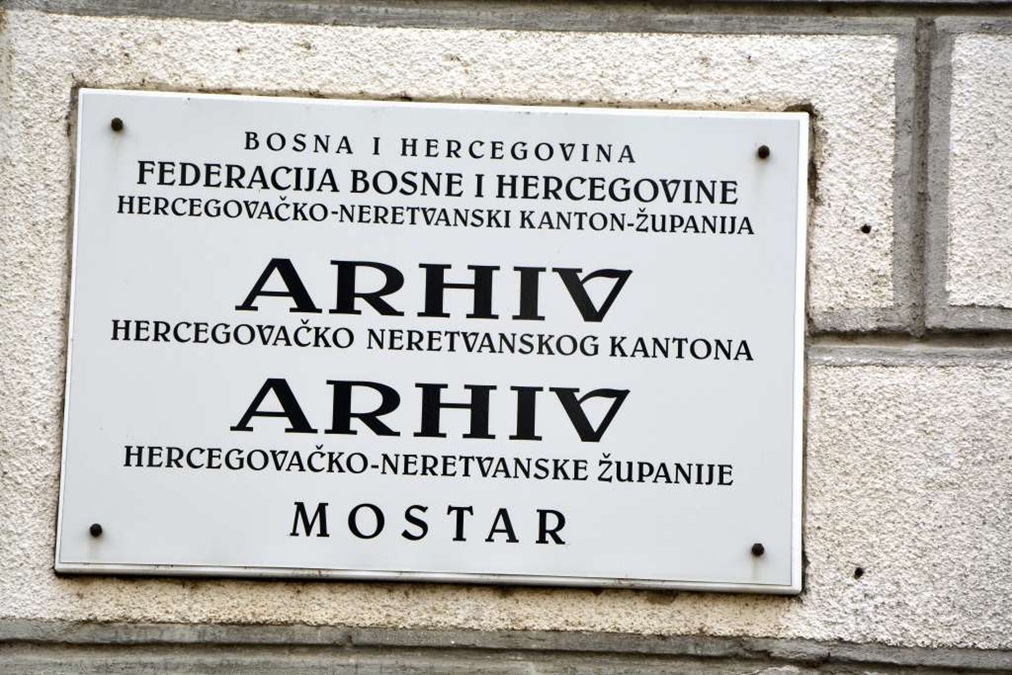 BOSNA I HERCEGOVINA
FEDERACIJA BOSNE I HERCEGOVINE
HERCEGOVAČKO-NERETVANSKI KANTON-ŽUPANIJA
ARHIV
HERCEGOVAČKO NERETVANSKOG KANTONA
ARHIV
HERCEGOVAČKO-NERETVANSKE ŽUPANIJE
MOSTAR